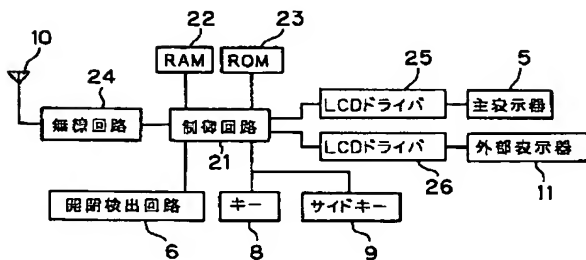 22 23
10 RAM ROM 25 5
24 LCDドライバ 主表示器
無線回路 制御回路
21 LCDドライバ 外部表示器
26 11
開閉検出回路 キー サイドキー
6 8 9